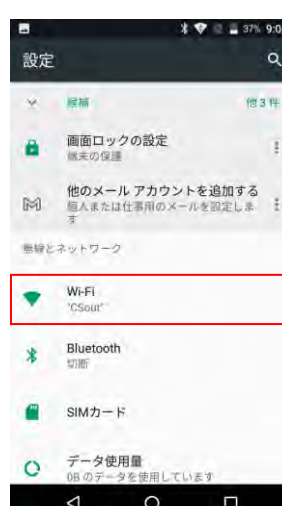 37% 9:0
設定
候補 他3件
画面ロックの設定
端末の保護
他のメール アカウントを追加する
個人または仕事用のメールを設定しま
す
無線とネットワーク
Wi-Fi
"CSout"
Bluetooth
切断
SIMカード
データ使用量
0B のデータを使用しています